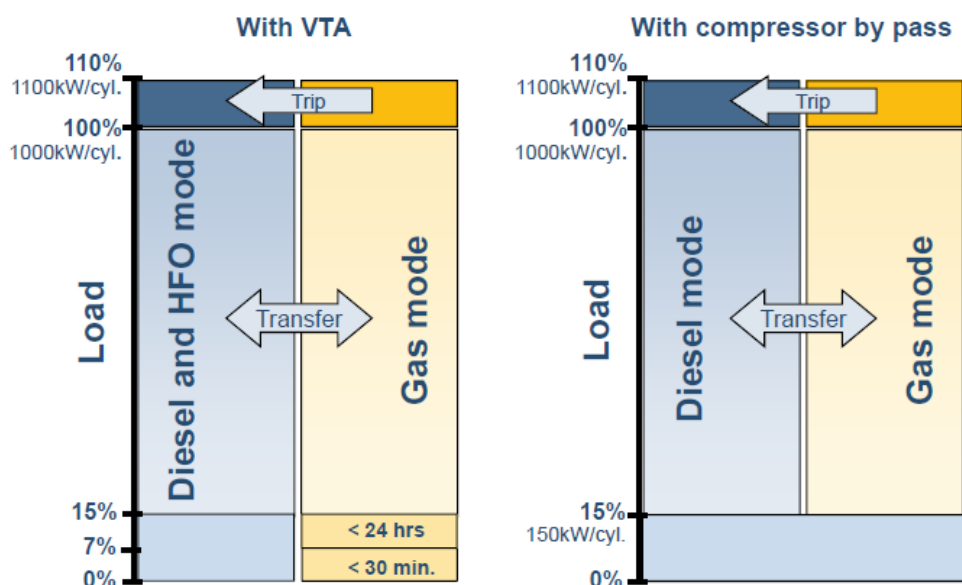 With VTA
110%
1100kW/cyl.
Trip
100%
1000kW/cyl.
Diesel and HFO mode
Gas mode
Load
Transfer
15%
< 24 hrs
7%
< 30 min.
0%
With compressor by pass
110%
1100kW/cyl.
Trip
100%
1000kW/cyl.
Diesel mode
Gas mode
Load
Transfer
15%
150kW/cyl.
0%